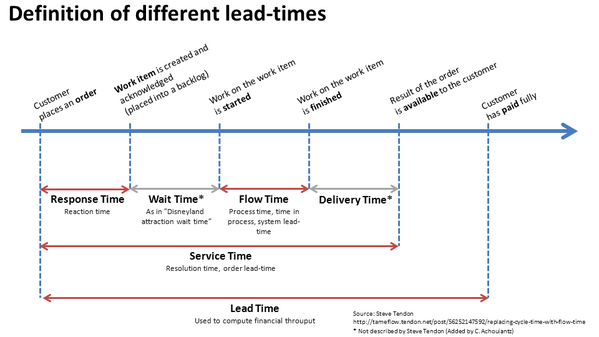 Definition of different lead-times
Customer
places an order
Work item is created and
acknowledged
(placed into a backlog)
Work on the work item
is started
Work on the work item
is finished
Result of the order
is available to the customer
Customer
has paid fully
Response Time
Reaction time
Wait Time*
As in "Disneyland
attraction wait time"
Flow Time
Process time, time in
process, system lead-
time
Delivery Time*
Service Time
Resolution time, order lead-time
Lead Time
Used to compute financial throuput
Source: Steve Tendon
http://tameflow.tendon.net/post/56252147592/replacing-cycle-time-with-flow-time
* Not described by Steve Tendon (Added by C. Achouiantz)